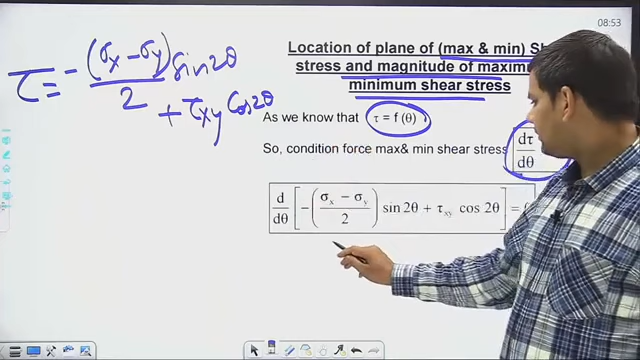 08:53
τ = - (σx - σy)/2 sin2θ
+ τxy cos2θ
Location of plane of (max & min)
stress and magnitude of maxim
minimum shear stress
As we know that τ = f (θ)
So, condition force max& min shear stress dτ/dθ
d/dθ [ - ( σx - σy / 2 ) sin 2θ + τxy cos 2θ ] =